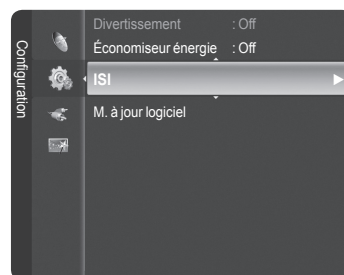 Configuration
Divertissement : Off
Économiseur énergie : Off
ISI
M. à jour logiciel